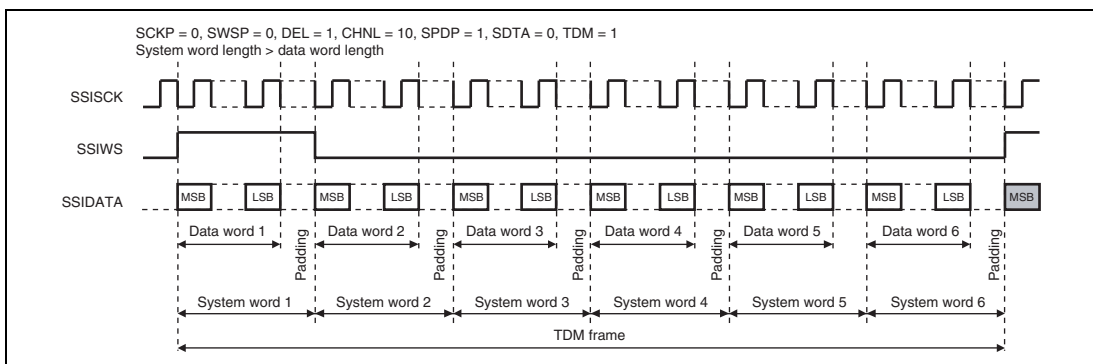 SCKP = 0, SWSP = 0, DEL = 1, CHNL = 10, SPDP = 1, SDTA = 0, TDM = 1
System word length > data word length
SSISCK
SSIWS
SSIDATA
MSB LSB MSB LSB MSB LSB MSB LSB MSB LSB MSB LSB MSB
Data word 1 Padding Data word 2 Padding Data word 3 Padding Data word 4 Padding Data word 5 Padding Data word 6 Padding
System word 1 System word 2 System word 3 System word 4 System word 5 System word 6
TDM frame